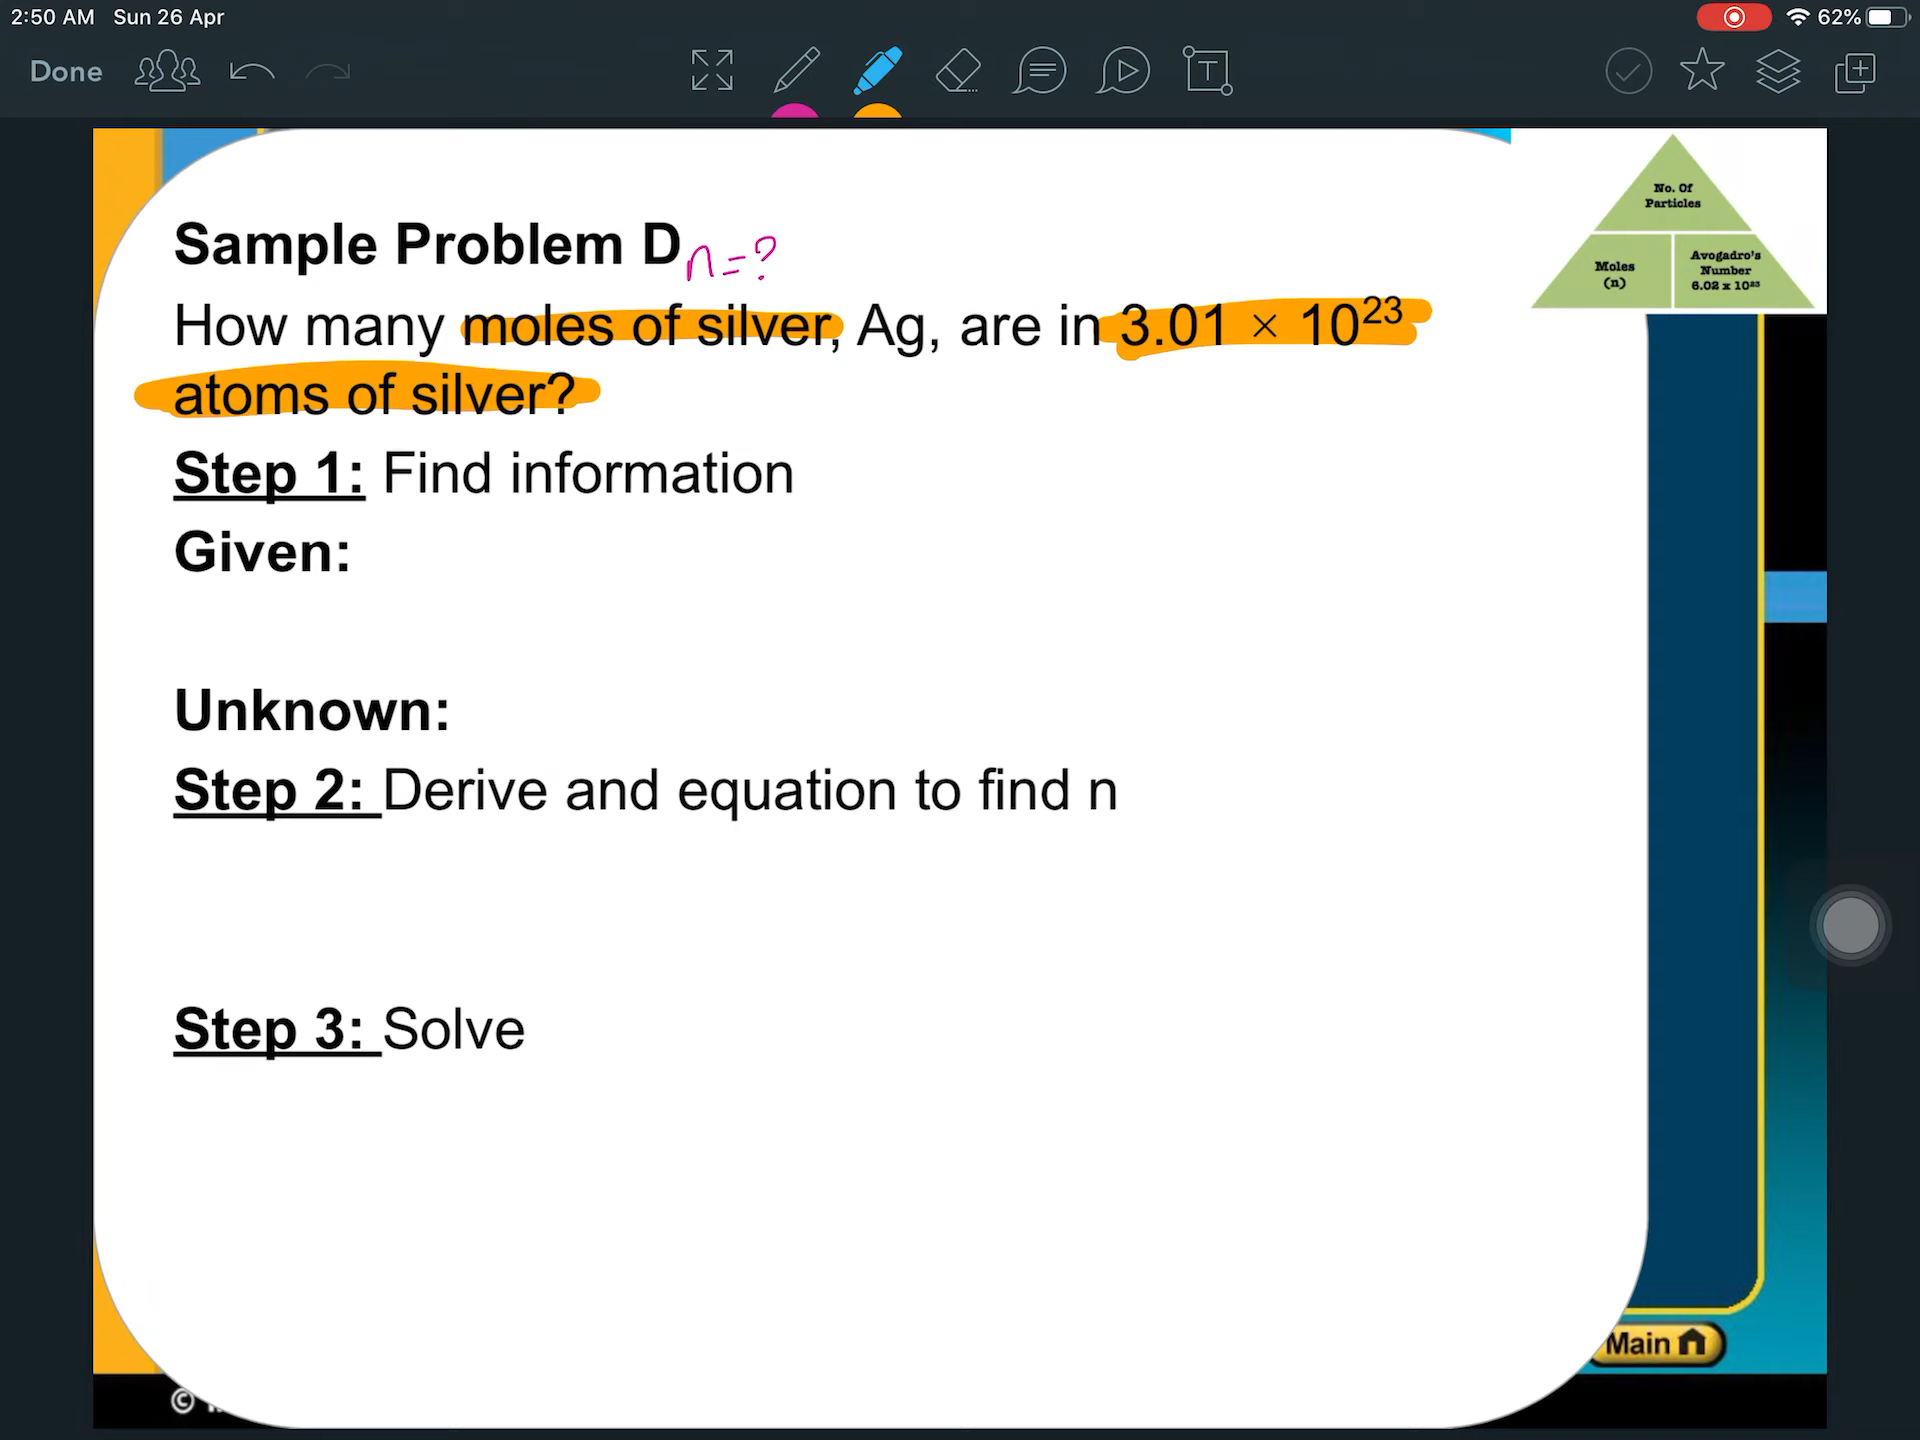 2:50 AM Sun 26 Apr
62%
Done
T
No. Of
Particles
Moles
(n)
Avogadro's
Number
6.02 x 10²³
Sample Problem D
n = ?
How many moles of silver, Ag, are in 3.01 × 10²³
atoms of silver?
Step 1: Find information
Given:
Unknown:
Step 2: Derive and equation to find n
Step 3: Solve
Main
©